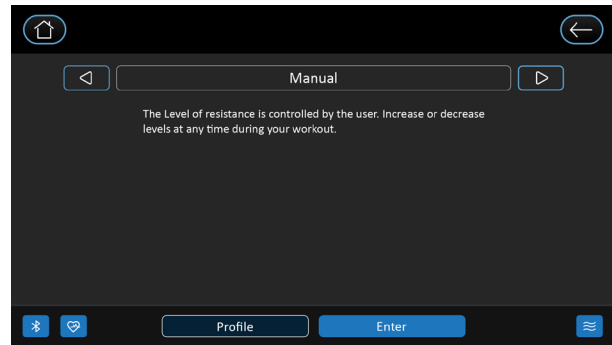 Manual
The Level of resistance is controlled by the user. Increase or decrease
levels at any time during your workout.
Profile
Enter